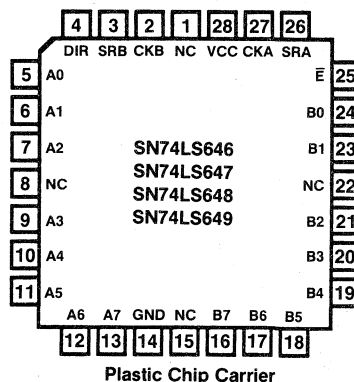 4 3 2 1 28 27 26
DIR SRB CKB NC VCC CKA SRA
5 A0 E̅ 25
6 A1 B0 24
7 A2 B1 23
SN74LS646
SN74LS647
8 NC NC 22
SN74LS648
SN74LS649
9 A3 B2 21
10 A4 B3 20
11 A5 B4 19
A6 A7 GND NC B7 B6 B5
12 13 14 15 16 17 18
Plastic Chip Carrier